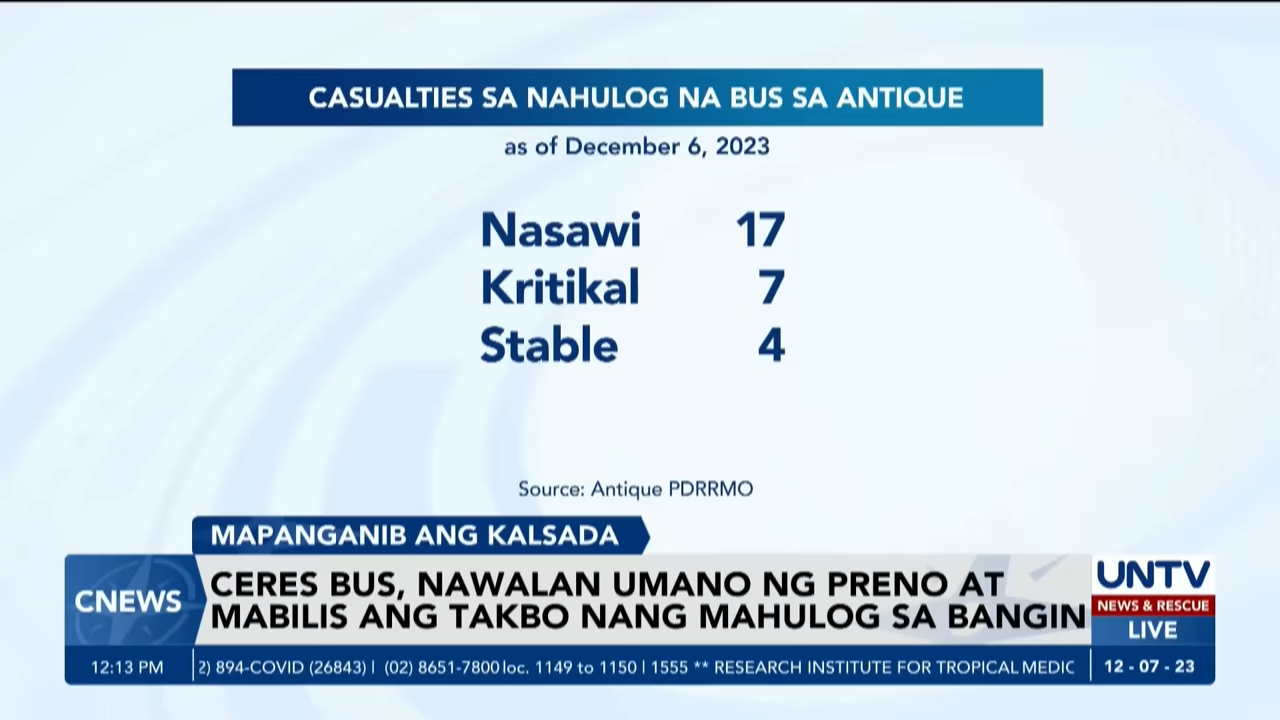 CASUALTIES SA NAHULOG NA BUS SA ANTIQUE
as of December 6, 2023
Nasawi 17
Kritikal 7
Stable 4
Source: Antique PDRRMO
MAPANGANIB ANG KALSADA
CNEWS
CERES BUS, NAWALAN UMANO NG PRENO AT
MABILIS ANG TAKBO NANG MAHULOG SA BANGIN
UNTV
NEWS & RESCUE
LIVE
12:13 PM
2) 894-COVID (26843) | (02) 8651-7800 loc. 1149 to 1150 | 1555 ** RESEARCH INSTITUTE FOR TROPICAL MEDIC
12 - 07 - 23